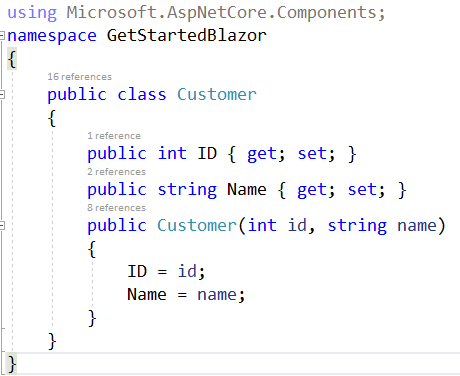 using Microsoft.AspNetCore.Components;
namespace GetStartedBlazor
{
16 references
public class Customer
{
1 reference
public int ID { get; set; }
2 references
public string Name { get; set; }
8 references
public Customer(int id, string name)
{
ID = id;
Name = name;
}
}
}